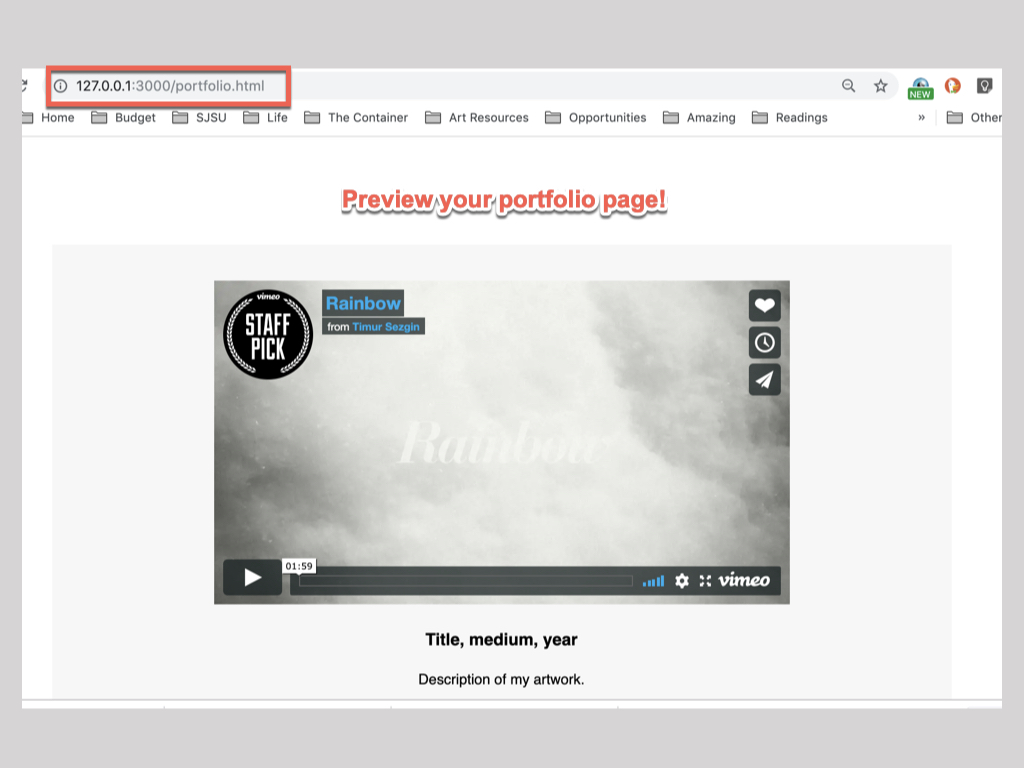 127.0.0.1:3000/portfolio.html
NEW
Home Budget SJSU Life The Container Art Resources Opportunities Amazing Readings » Other
Preview your portfolio page!
vimeo
STAFF
PICK
Rainbow
from Timur Sezgin
Rainbow
01:59
vimeo
Title, medium, year
Description of my artwork.